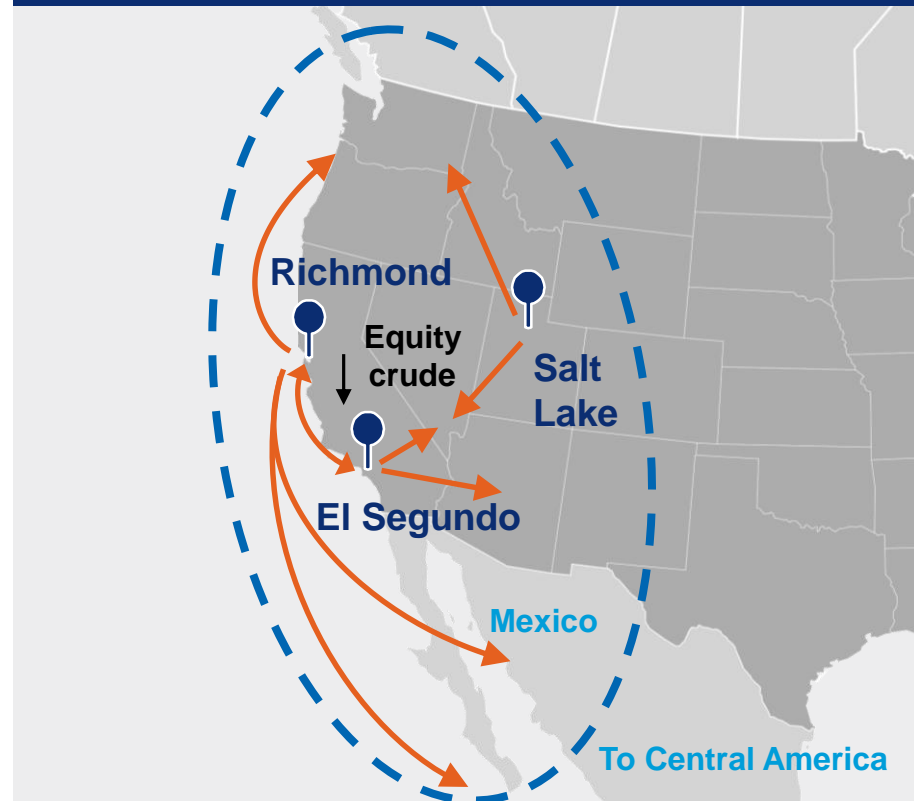 Richmond
Equity
crude
Salt
Lake
El Segundo
Mexico
To Central America